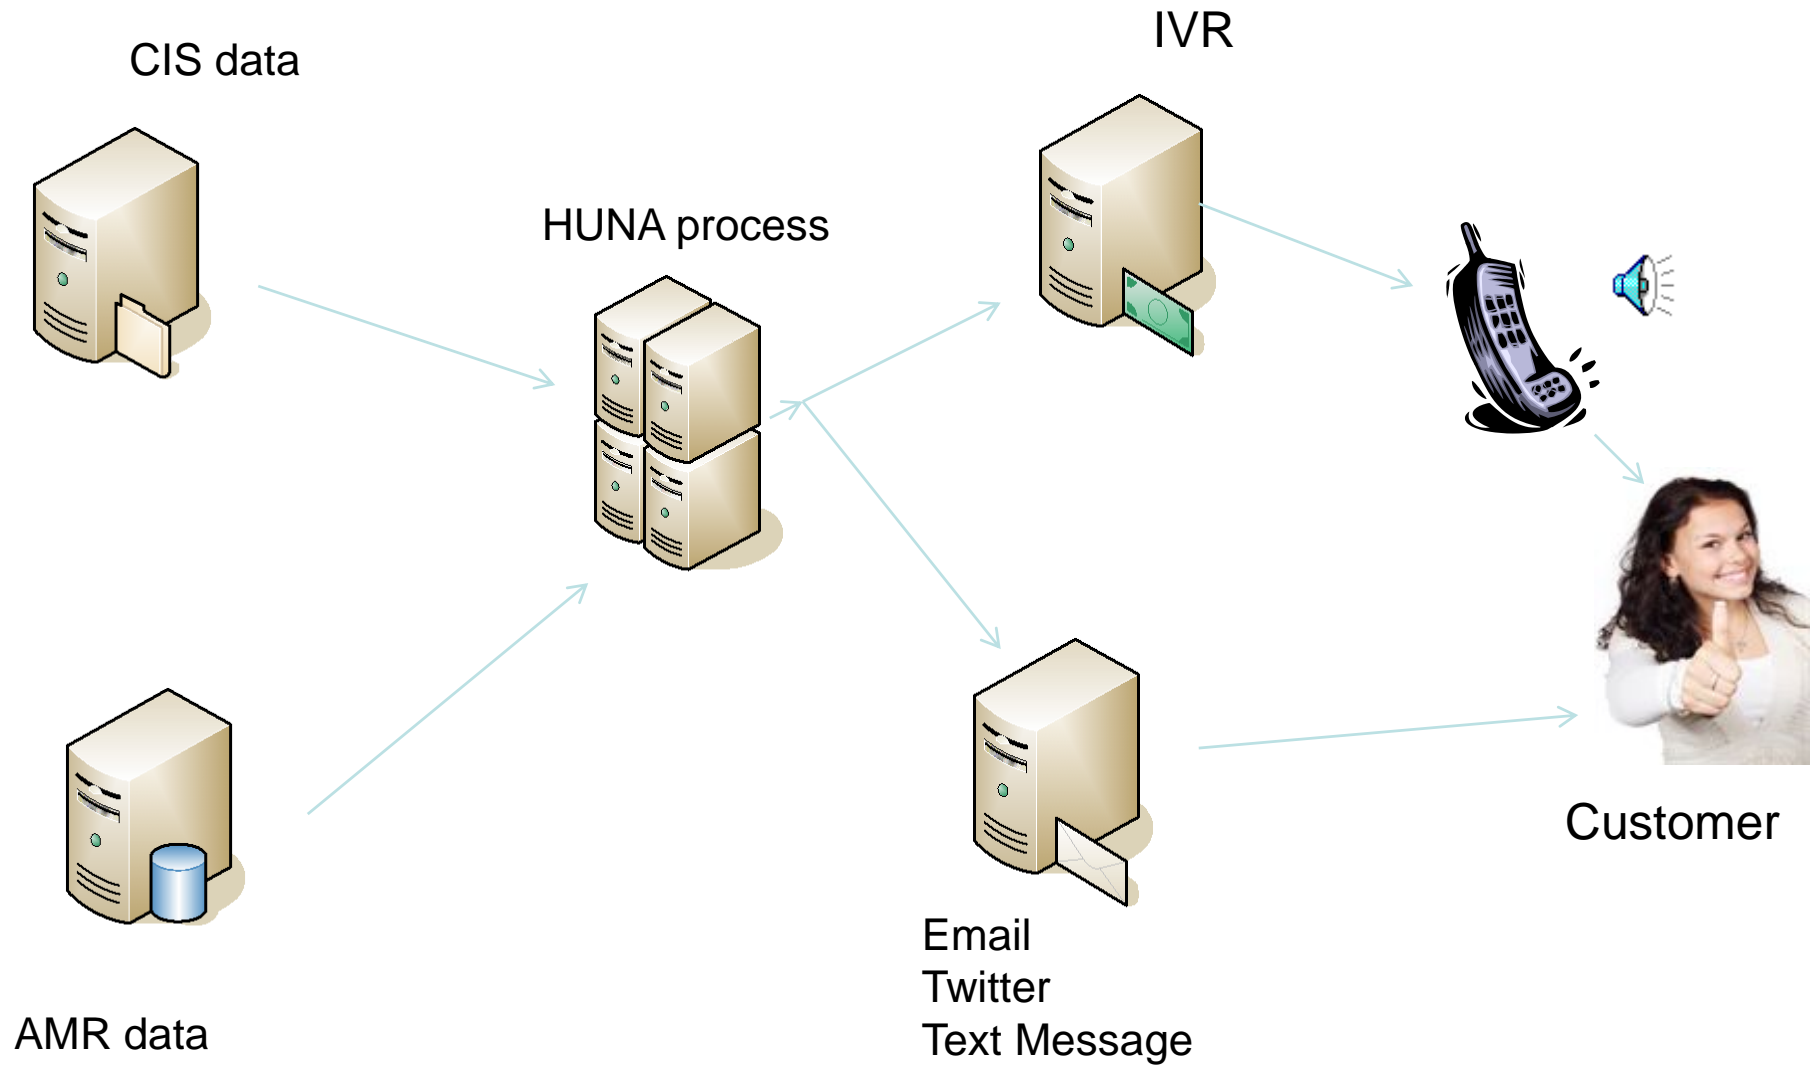 CIS data
IVR
HUNA process
Customer
Email
Twitter
Text Message
AMR data